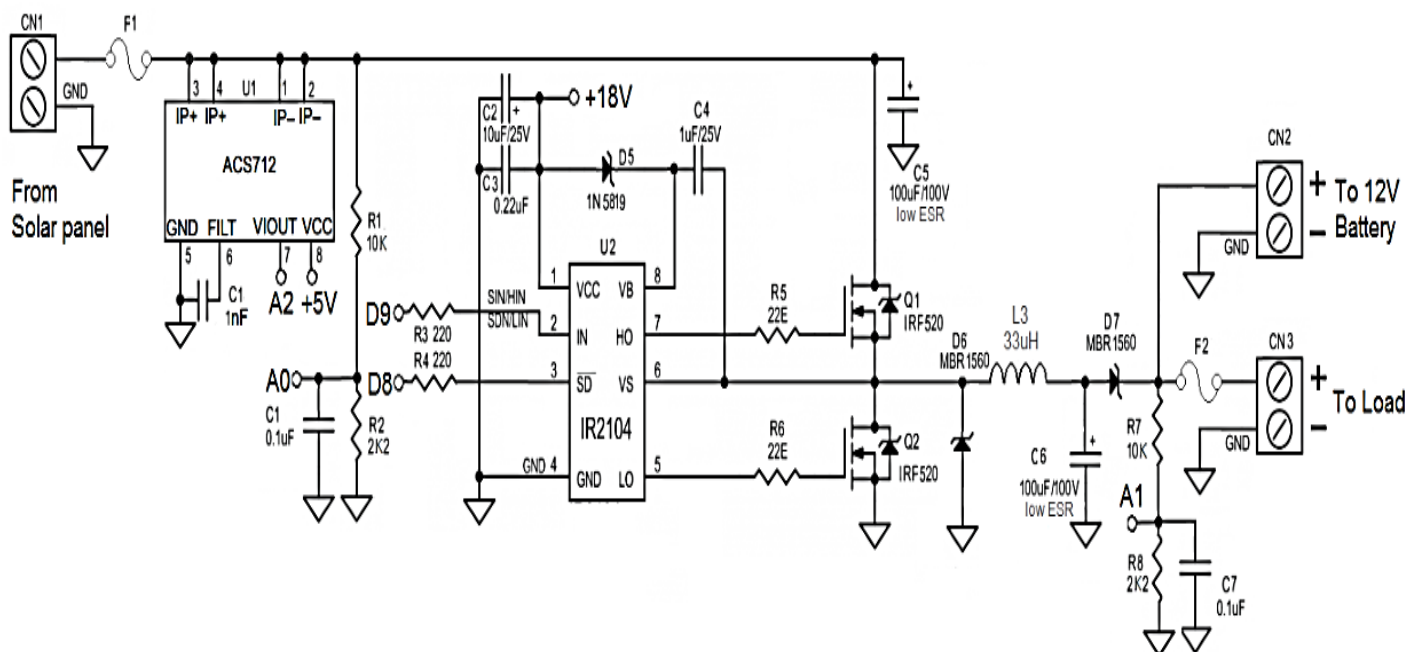 CN1
F1
GND
From
Solar panel
3 4 U1 1 2
IP+ IP+ IP- IP-
ACS712
GND FILT VIOUT VCC
5 6 7 8
C1
1nF
A2 +5V
R1
10K
A0
C1
0.1uF
R2
2K2
D9
R3 220
D8
R4 220
SIN/HIN
SDN/LIN
C2
10uF/25V
+
+18V
C3
0.22uF
D5
1N5819
C4
1uF/25V
U2
1 VCC VB 8
2 IN HO 7
3 SD VS 6
IR2104
GND 4 GND LO 5
R5
22E
R6
22E
+
C5
100uF/100V
low ESR
Q1
IRF520
Q2
IRF520
D6
MBR1560
L3
33uH
D7
MBR1560
C6
+
100uF/100V
low ESR
F2
R7
10K
A1
R8
2K2
C7
0.1uF
CN2
+ To 12V
- Battery
GND
CN3
+
To Load
-
GND